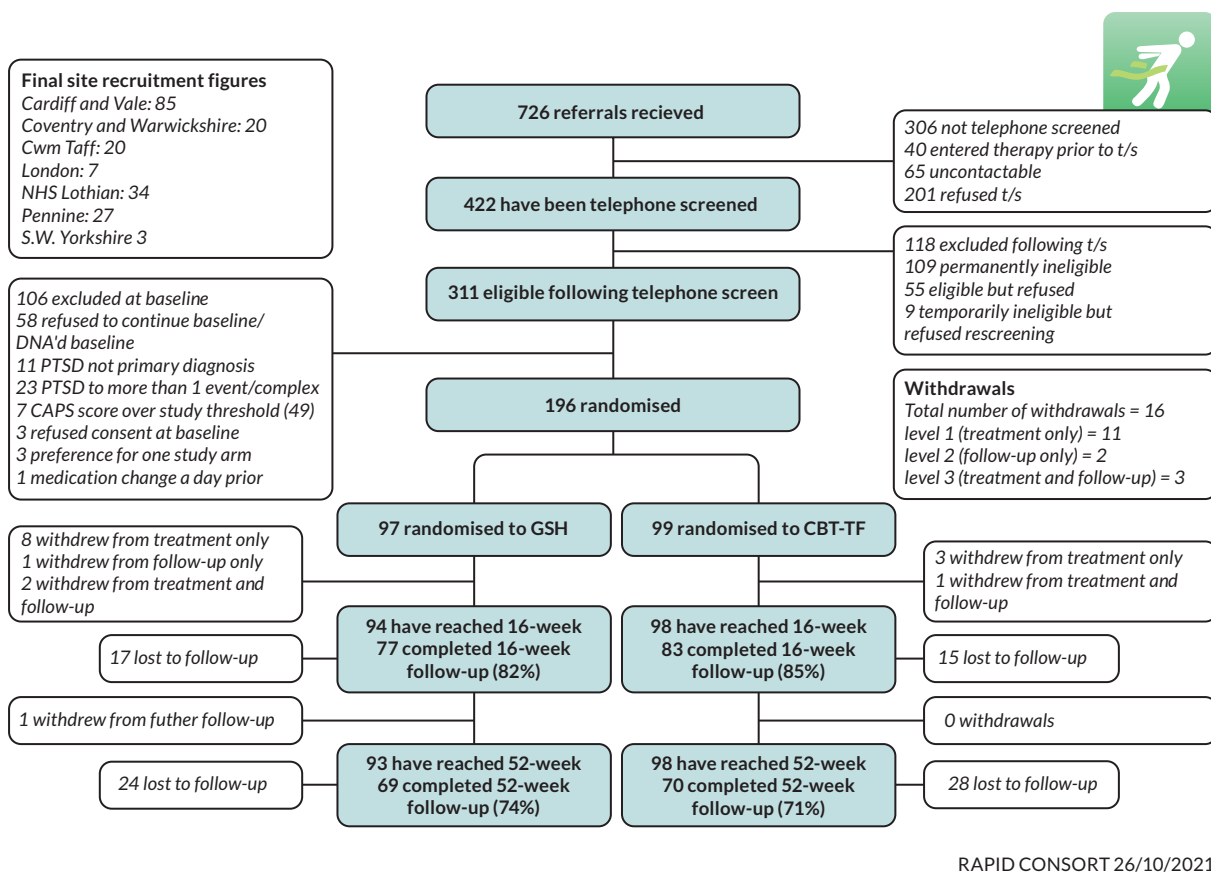 Final site recruitment figures
Cardiff and Vale: 85
Coventry and Warwickshire: 20
Cwm Taff: 20
London: 7
NHS Lothian: 34
Pennine: 27
S.W. Yorkshire 3
726 referrals recieved
306 not telephone screened
40 entered therapy prior to t/s
65 uncontactable
201 refused t/s
422 have been telephone screened
118 excluded following t/s
109 permanently ineligible
55 eligible but refused
9 temporarily ineligible but
refused rescreening
311 eligible following telephone screen
106 excluded at baseline
58 refused to continue baseline/
DNA'd baseline
11 PTSD not primary diagnosis
23 PTSD to more than 1 event/complex
7 CAPS score over study threshold (49)
3 refused consent at baseline
3 preference for one study arm
1 medication change a day prior
196 randomised
Withdrawals
Total number of withdrawals = 16
level 1 (treatment only) = 11
level 2 (follow-up only) = 2
level 3 (treatment and follow-up) = 3
97 randomised to GSH
99 randomised to CBT-TF
8 withdrew from treatment only
1 withdrew from follow-up only
2 withdrew from treatment and
follow-up
3 withdrew from treatment only
1 withdrew from treatment and
follow-up
94 have reached 16-week
77 completed 16-week
follow-up (82%)
98 have reached 16-week
83 completed 16-week
follow-up (85%)
17 lost to follow-up
15 lost to follow-up
1 withdrew from futher follow-up
0 withdrawals
93 have reached 52-week
69 completed 52-week
follow-up (74%)
98 have reached 52-week
70 completed 52-week
follow-up (71%)
24 lost to follow-up
28 lost to follow-up
RAPID CONSORT 26/10/2021